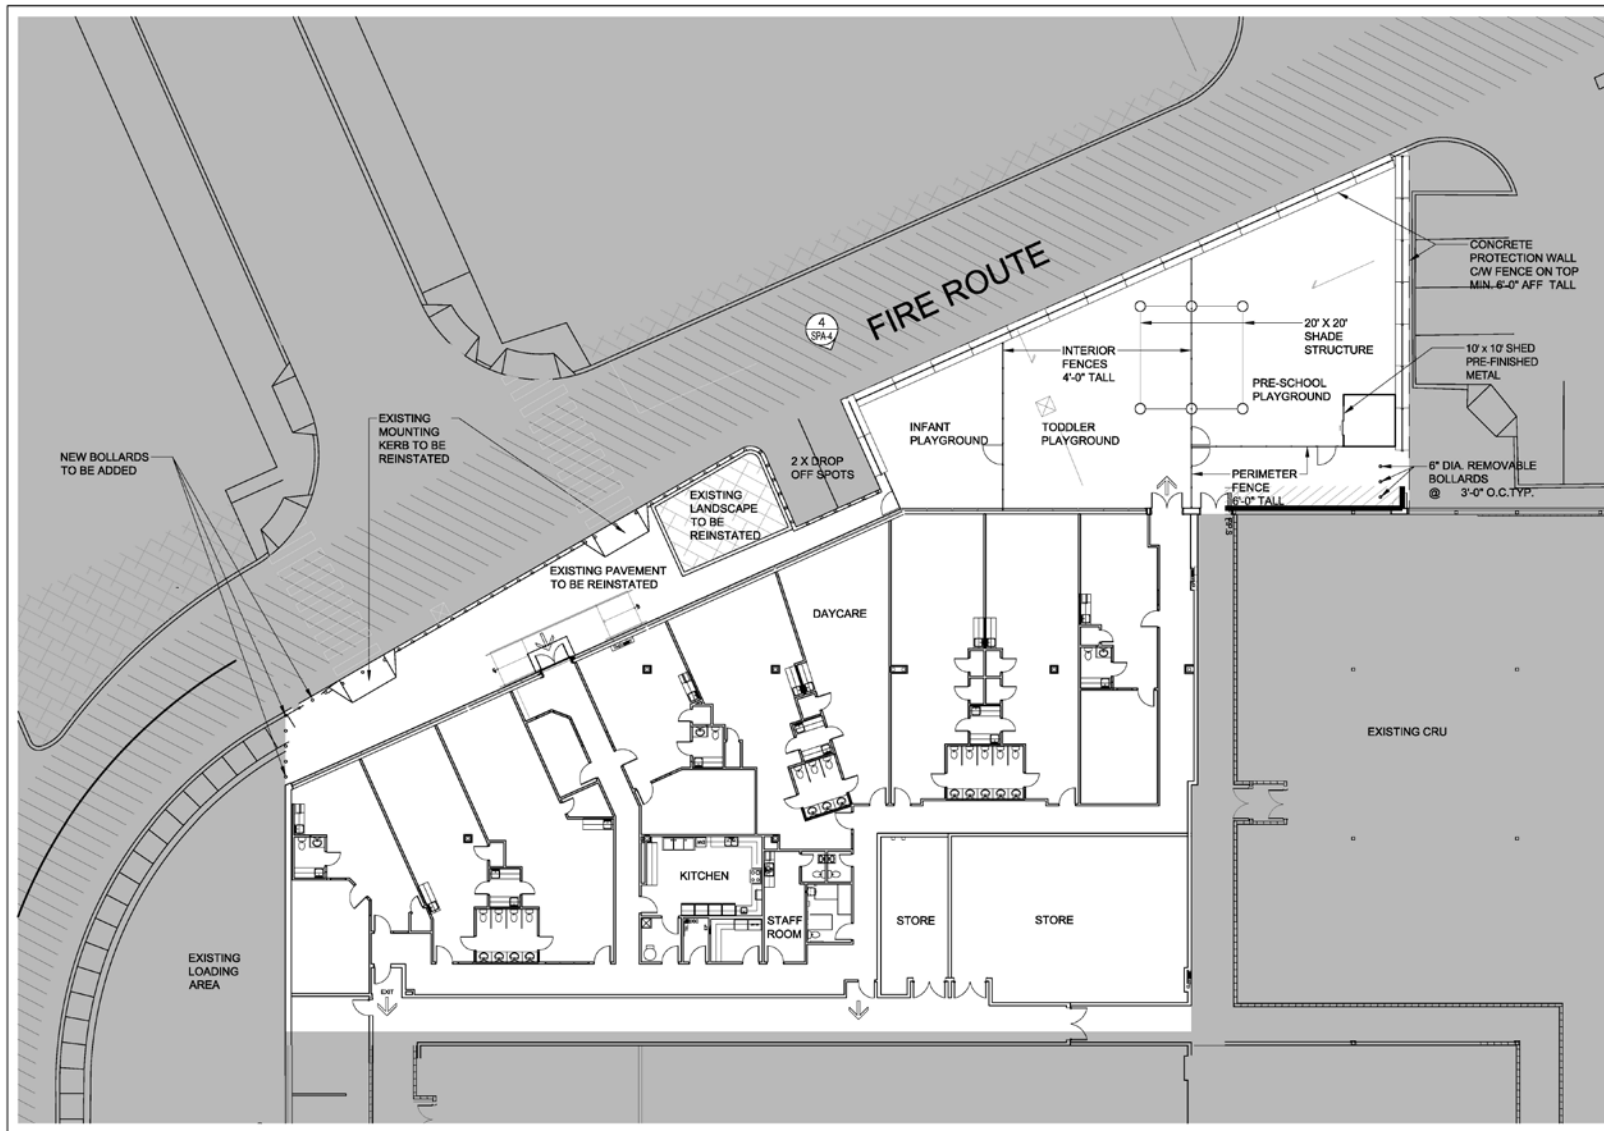 FIRE ROUTE
4
SPA-4
CONCRETE
PROTECTION WALL
C/W FENCE ON TOP
MIN. 6'-0" AFF TALL
20' X 20'
SHADE
STRUCTURE
10' x 10' SHED
PRE-FINISHED
METAL
INTERIOR
FENCES
4'-0" TALL
PRE-SCHOOL
PLAYGROUND
INFANT
PLAYGROUND
TODDLER
PLAYGROUND
EXISTING
MOUNTING
KERB TO BE
REINSTATED
NEW BOLLARDS
TO BE ADDED
2 X DROP
OFF SPOTS
PERIMETER
FENCE
6'-0" TALL
6" DIA. REMOVABLE
BOLLARDS
@ 3'-0" O.C.TYP.
EXISTING
LANDSCAPE
TO BE
REINSTATED
EXISTING PAVEMENT
TO BE REINSTATED
DAYCARE
EXISTING CRU
KITCHEN
STAFF
ROOM
STORE
STORE
EXISTING
LOADING
AREA
EXIT